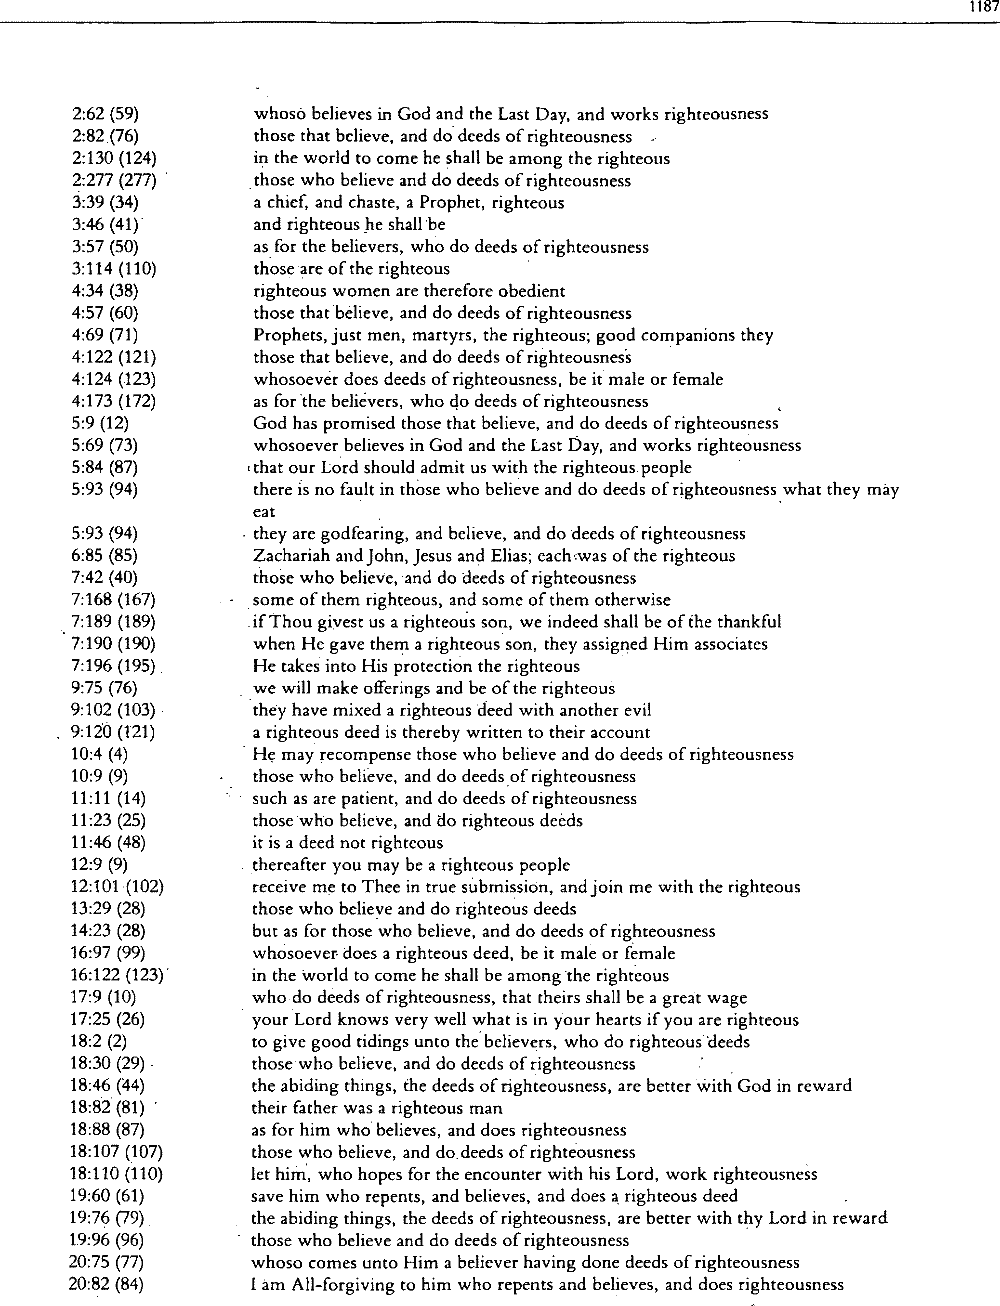 1187
2:62 (59) whoso believes in God and the Last Day, and works righteousness
2:82 (76) those that believe, and do deeds of righteousness
2:130 (124) in the world to come he shall be among the righteous
2:277 (277) those who believe and do deeds of righteousness
3:39 (34) a chief, and chaste, a Prophet, righteous
3:46 (41) and righteous he shall be
3:57 (50) as for the believers, who do deeds of righteousness
3:114 (110) those are of the righteous
4:34 (38) righteous women are therefore obedient
4:57 (60) those that believe, and do deeds of righteousness
4:69 (71) Prophets, just men, martyrs, the righteous; good companions they
4:122 (121) those that believe, and do deeds of righteousness
4:124 (123) whosoever does deeds of righteousness, be it male or female
4:173 (172) as for the believers, who do deeds of righteousness
5:9 (12) God has promised those that believe, and do deeds of righteousness
5:69 (73) whosoever believes in God and the Last Day, and works righteousness
5:84 (87) that our Lord should admit us with the righteous people
5:93 (94) there is no fault in those who believe and do deeds of righteousness what they may
eat
5:93 (94) they are godfearing, and believe, and do deeds of righteousness
6:85 (85) Zachariah and John, Jesus and Elias; each was of the righteous
7:42 (40) those who believe, and do deeds of righteousness
7:168 (167) some of them righteous, and some of them otherwise
7:189 (189) if Thou givest us a righteous son, we indeed shall be of the thankful
7:190 (190) when He gave them a righteous son, they assigned Him associates
7:196 (195) He takes into His protection the righteous
9:75 (76) we will make offerings and be of the righteous
9:102 (103) they have mixed a righteous deed with another evil
9:120 (121) a righteous deed is thereby written to their account
10:4 (4) He may recompense those who believe and do deeds of righteousness
10:9 (9) those who believe, and do deeds of righteousness
11:11 (14) such as are patient, and do deeds of righteousness
11:23 (25) those who believe, and do righteous deeds
11:46 (48) it is a deed not righteous
12:9 (9) thereafter you may be a righteous people
12:101 (102) receive me to Thee in true submission, and join me with the righteous
13:29 (28) those who believe and do righteous deeds
14:23 (28) but as for those who believe, and do deeds of righteousness
16:97 (99) whosoever does a righteous deed, be it male or female
16:122 (123) in the world to come he shall be among the righteous
17:9 (10) who do deeds of righteousness, that theirs shall be a great wage
17:25 (26) your Lord knows very well what is in your hearts if you are righteous
18:2 (2) to give good tidings unto the believers, who do righteous deeds
18:30 (29) those who believe, and do deeds of righteousness
18:46 (44) the abiding things, the deeds of righteousness, are better with God in reward
18:82 (81) their father was a righteous man
18:88 (87) as for him who believes, and does righteousness
18:107 (107) those who believe, and do deeds of righteousness
18:110 (110) let him, who hopes for the encounter with his Lord, work righteousness
19:60 (61) save him who repents, and believes, and does a righteous deed
19:76 (79) the abiding things, the deeds of righteousness, are better with thy Lord in reward
19:96 (96) those who believe and do deeds of righteousness
20:75 (77) whoso comes unto Him a believer having done deeds of righteousness
20:82 (84) I am All-forgiving to him who repents and believes, and does righteousness